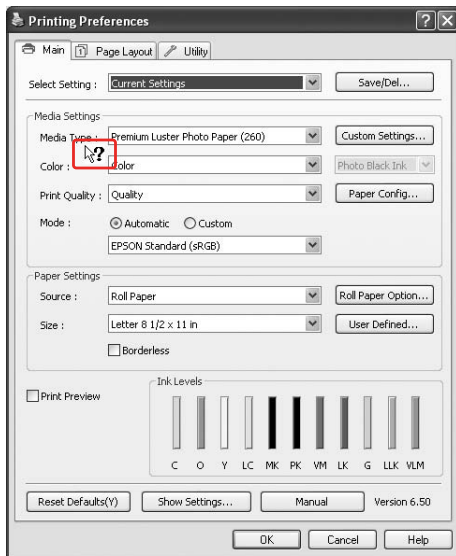 Printing Preferences
Main Page Layout Utility
Select Setting : Current Settings Save/Del...
Media Settings
Media Type : Premium Luster Photo Paper (260) Custom Settings...
Color : Color Photo Black Ink
Print Quality : Quality Paper Config...
Mode : Automatic Custom
EPSON Standard (sRGB)
Paper Settings
Source : Roll Paper Roll Paper Option...
Size : Letter 8 1/2 x 11 in User Defined...
Borderless
Print Preview
Ink Levels
C O Y LC MK PK VM LK G LLK VLM
Reset Defaults(Y) Show Settings... Manual Version 6.50
OK Cancel Help